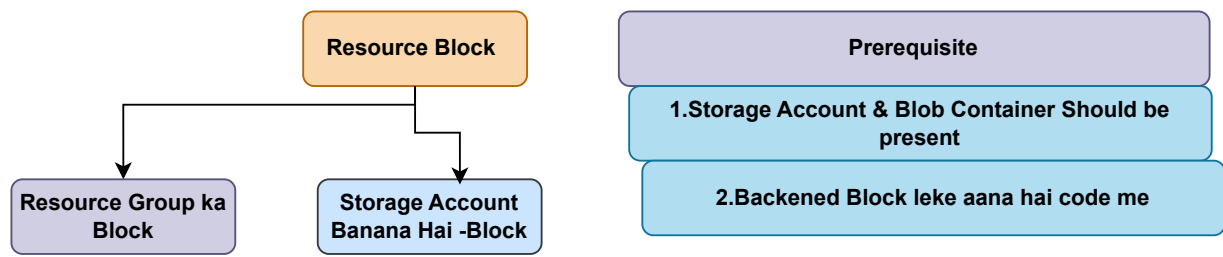 Resource Block
Resource Group ka
Block
Storage Account
Banana Hai -Block
Prerequisite
1.Storage Account & Blob Container Should be
present
2.Backened Block leke aana hai code me